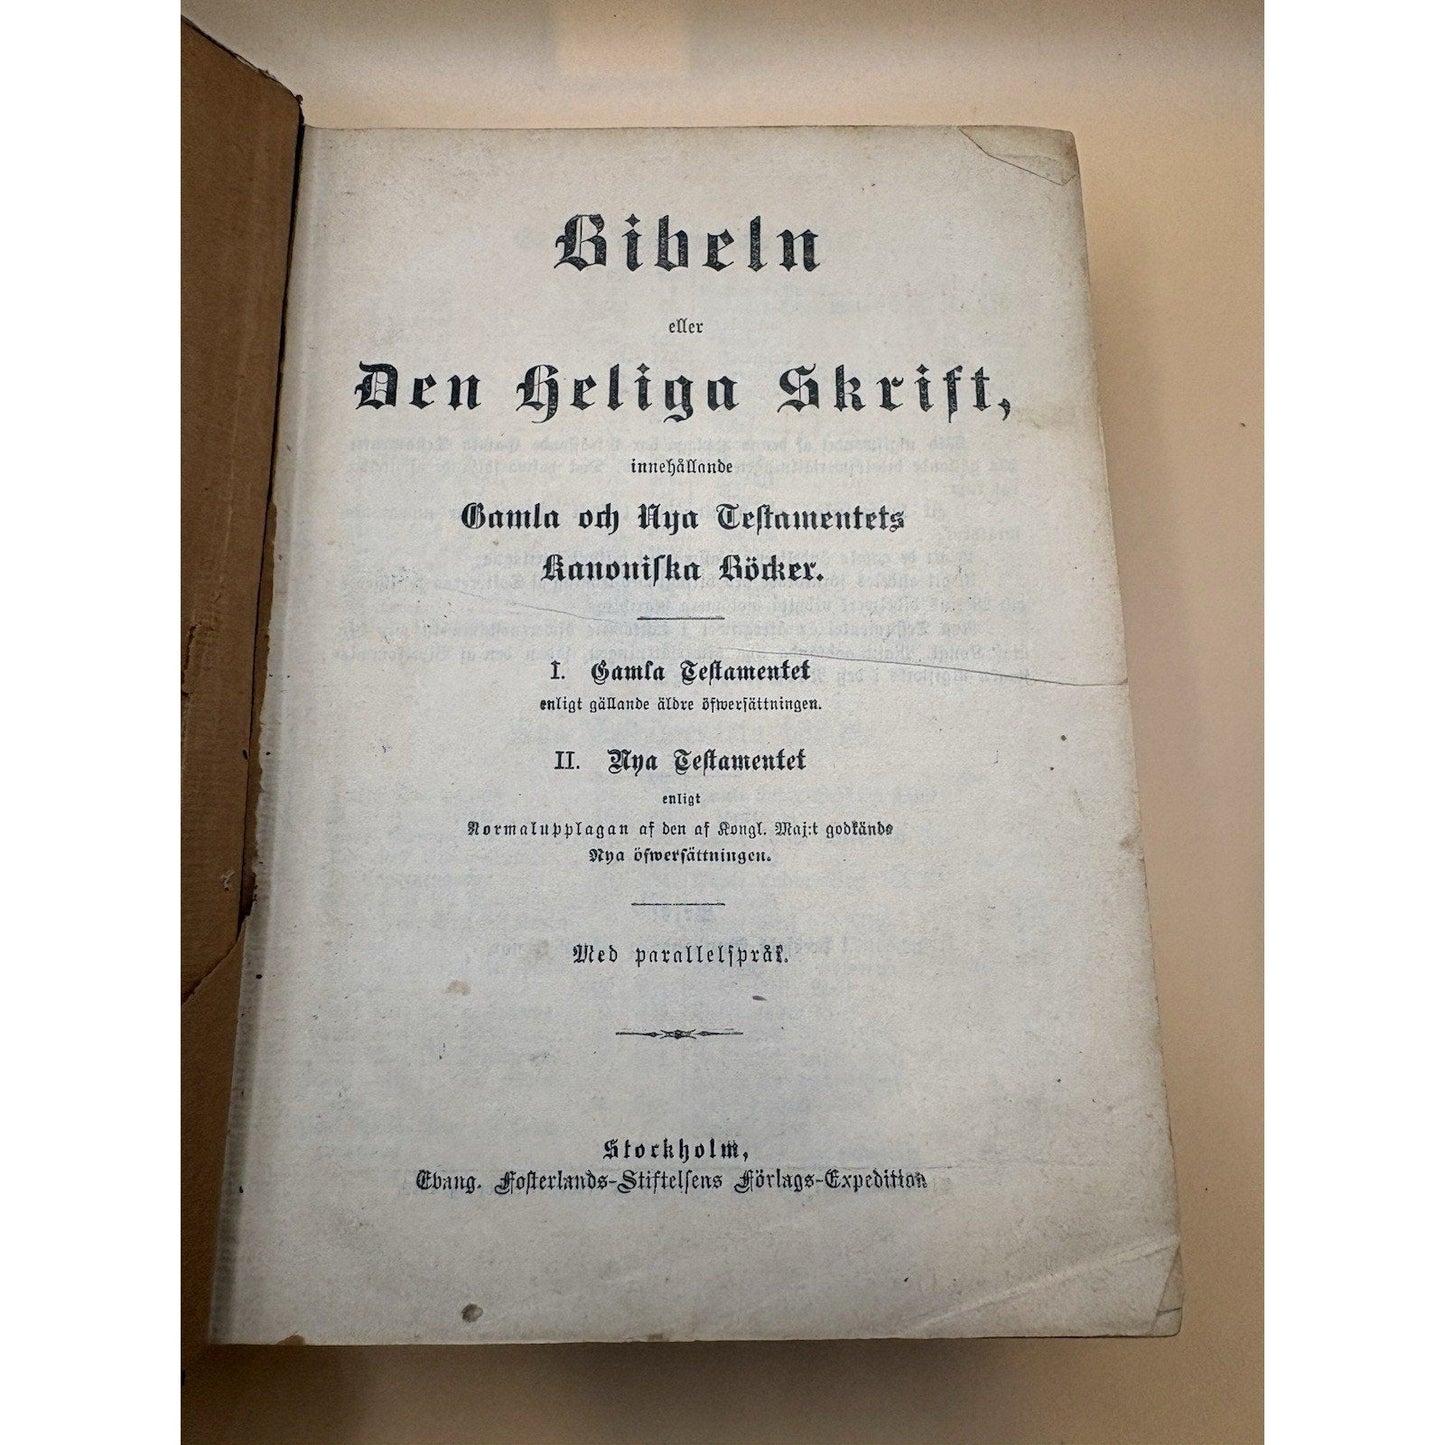 Bibeln
eller
Den Heliga Skrift,
innehållande
Gamla och Nya Testamentets
Kanoniska Böcker.
I. Gamla Testamentet
enligt gällande äldre öfwersättningen.
II. Nya Testamentet
enligt
Normalupplagan af den af Kongl. Maj:t godkände
Nya öfwersättningen.
Med parallelspråk.
Stockholm,
Evang. Fosterlands-Stiftelsens Förlags-Expedition